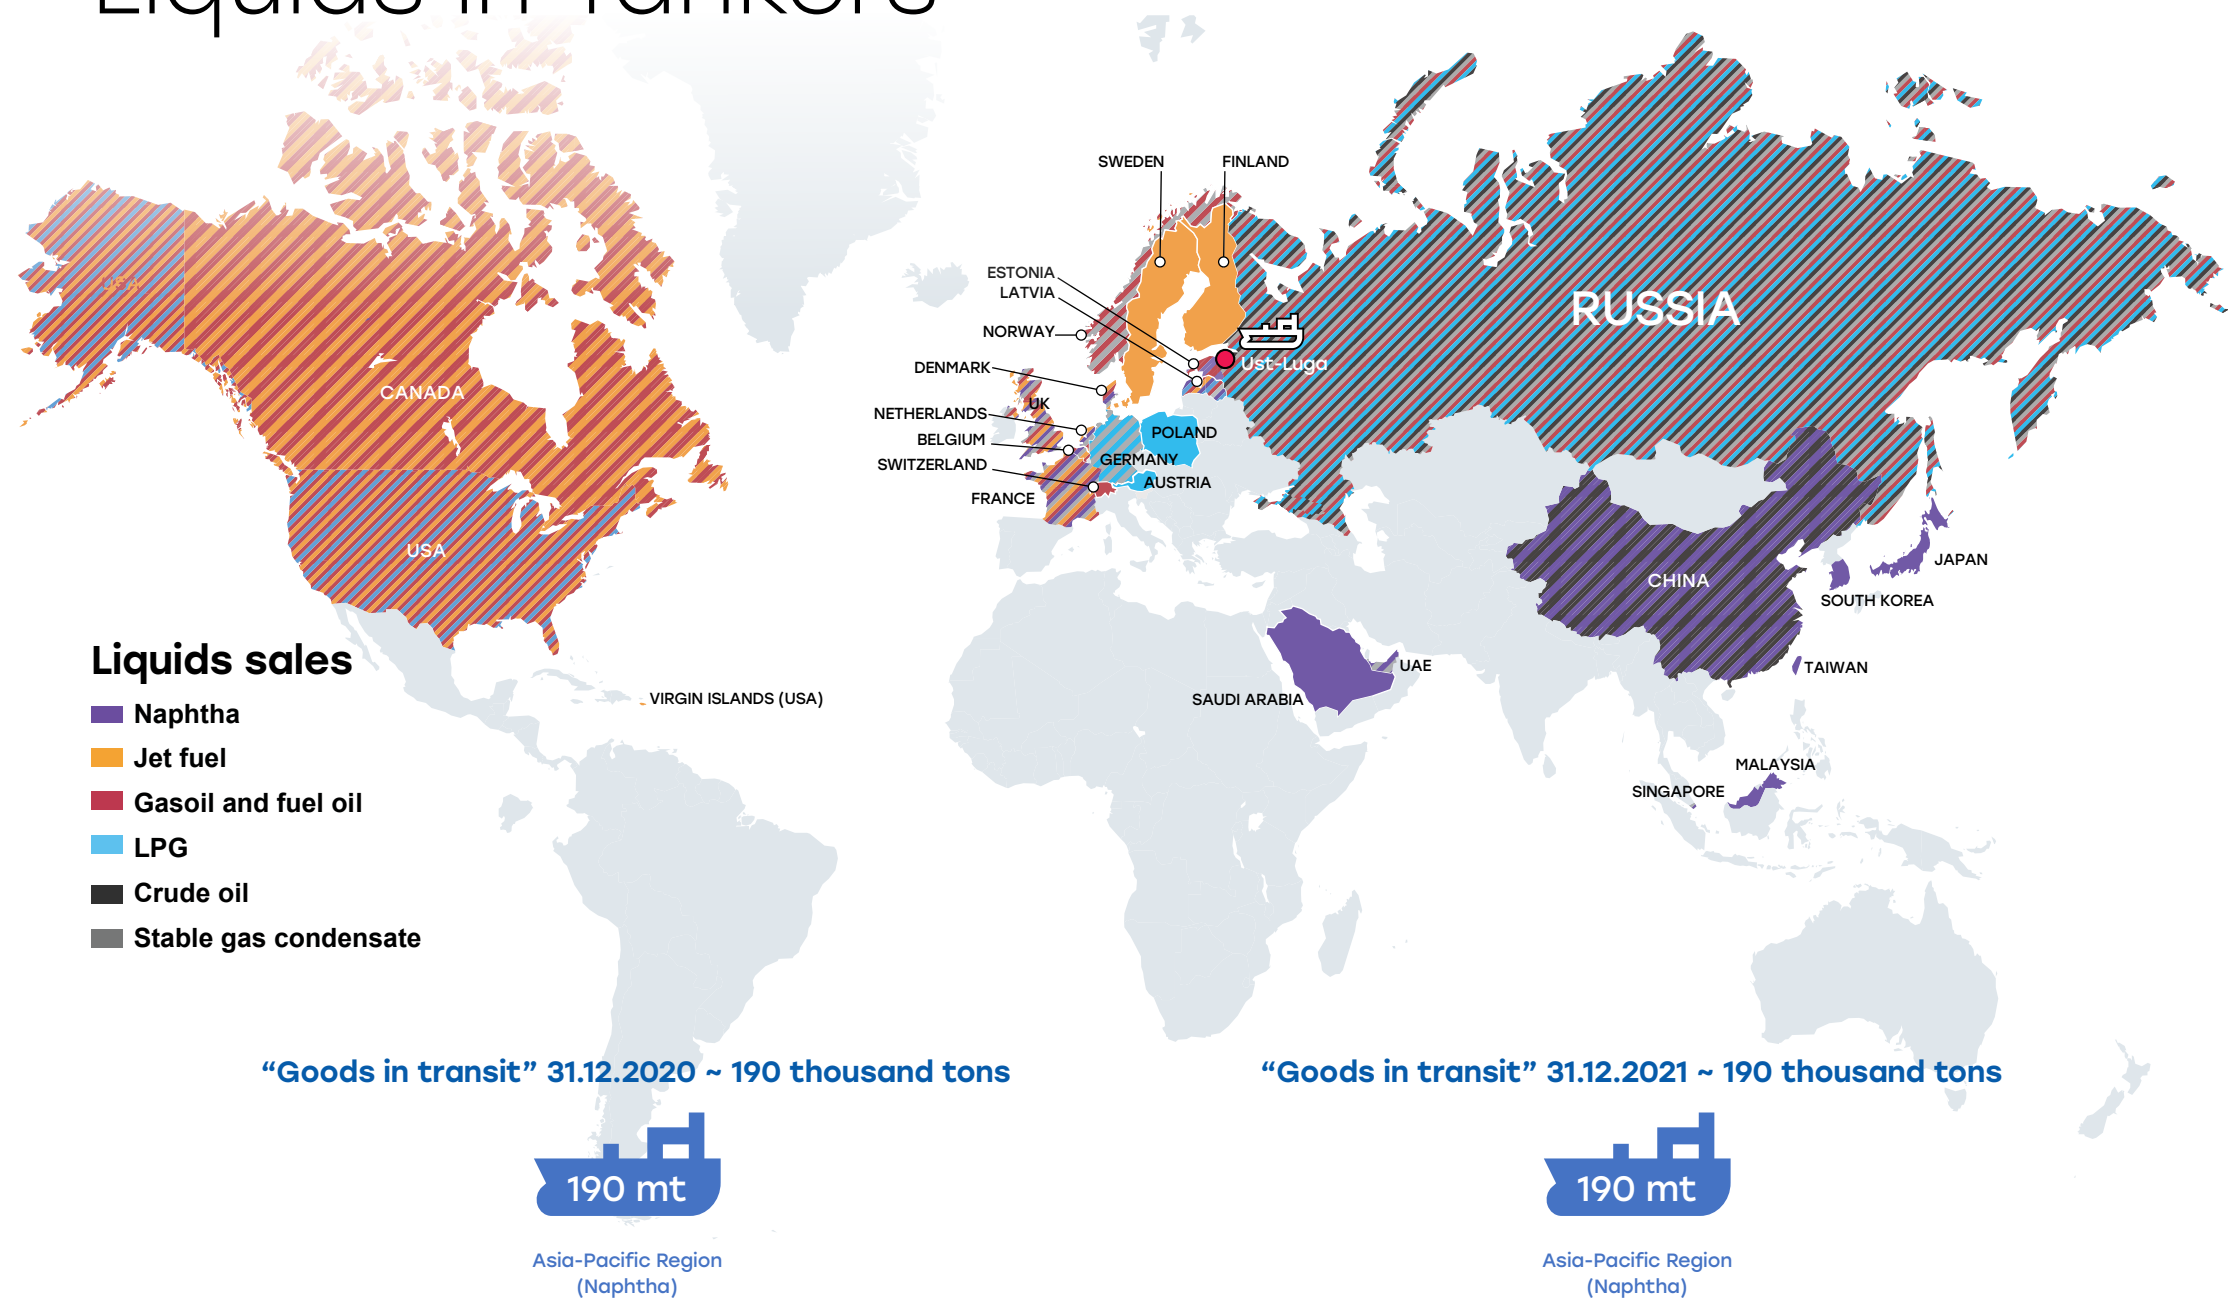 Liquids in Tankers
SWEDEN
FINLAND
ESTONIA
LATVIA
NORWAY
DENMARK
NETHERLANDS
BELGIUM
SWITZERLAND
FRANCE
UK
POLAND
GERMANY
AUSTRIA
Ust-Luga
RUSSIA
USA
CANADA
USA
CHINA
JAPAN
SOUTH KOREA
TAIWAN
UAE
SAUDI ARABIA
MALAYSIA
SINGAPORE
VIRGIN ISLANDS (USA)
Liquids sales
Naphtha
Jet fuel
Gasoil and fuel oil
LPG
Crude oil
Stable gas condensate
“Goods in transit” 31.12.2020 ~ 190 thousand tons
190 mt
Asia-Pacific Region
(Naphtha)
“Goods in transit” 31.12.2021 ~ 190 thousand tons
190 mt
Asia-Pacific Region
(Naphtha)